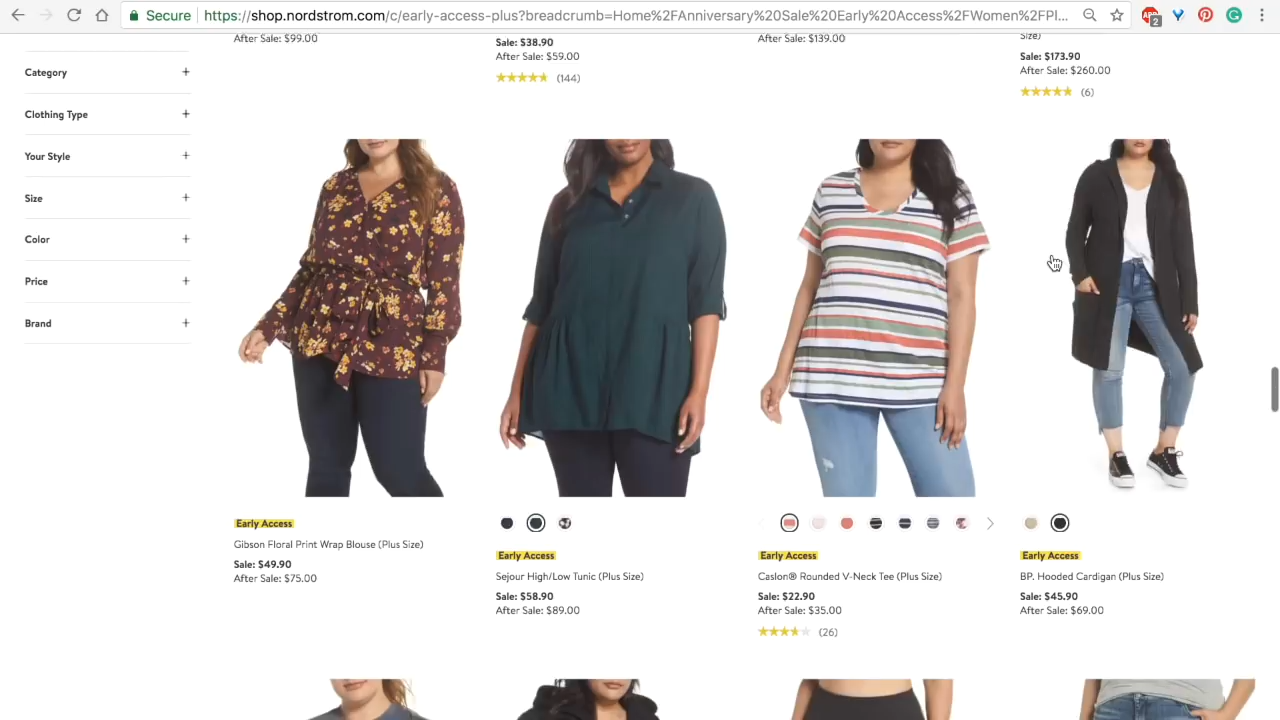 Secure
https://shop.nordstrom.com/c/early-access-plus?breadcrumb=Home%2FAnniversary%20Sale%20Early%20Access%2FWomen%2FPl...
ABP
2
Category +
Clothing Type +
Your Style +
Size +
Color +
Price +
Brand +
After Sale: $99.00
Sale: $38.90
After Sale: $59.00
(144)
After Sale: $139.00
Size)
Sale: $173.90
After Sale: $260.00
(6)
Early Access
Gibson Floral Print Wrap Blouse (Plus Size)
Sale: $49.90
After Sale: $75.00
Early Access
Sejour High/Low Tunic (Plus Size)
Sale: $58.90
After Sale: $89.00
Early Access
Caslon® Rounded V-Neck Tee (Plus Size)
Sale: $22.90
After Sale: $35.00
(26)
Early Access
BP. Hooded Cardigan (Plus Size)
Sale: $45.90
After Sale: $69.00